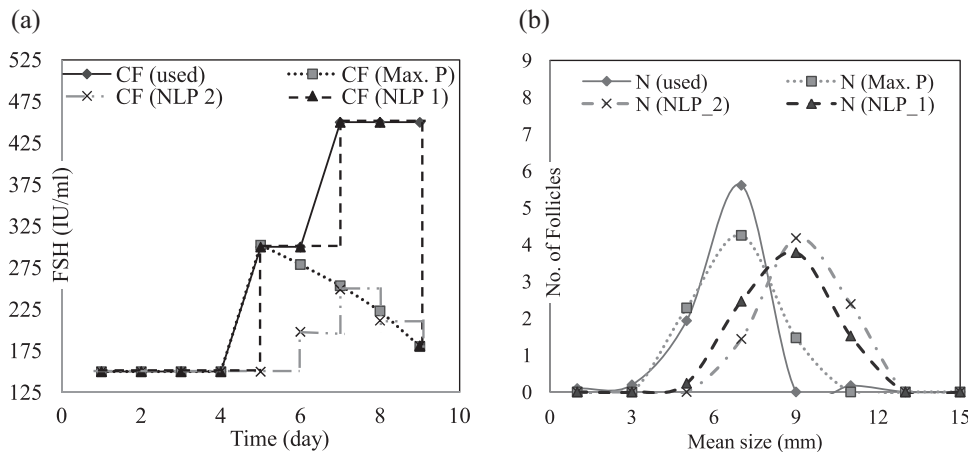 (a)
525
475
425
375
325
275
225
175
125
FSH (IU/ml)
CF (used)
CF (Max. P)
CF (NLP 2)
CF (NLP 1)
0
2
4
6
8
10
Time (day)
(b)
9
8
7
6
5
4
3
2
1
0
No. of Follicles
N (used)
N (Max. P)
N (NLP_2)
N (NLP_1)
0
3
6
9
12
15
Mean size (mm)